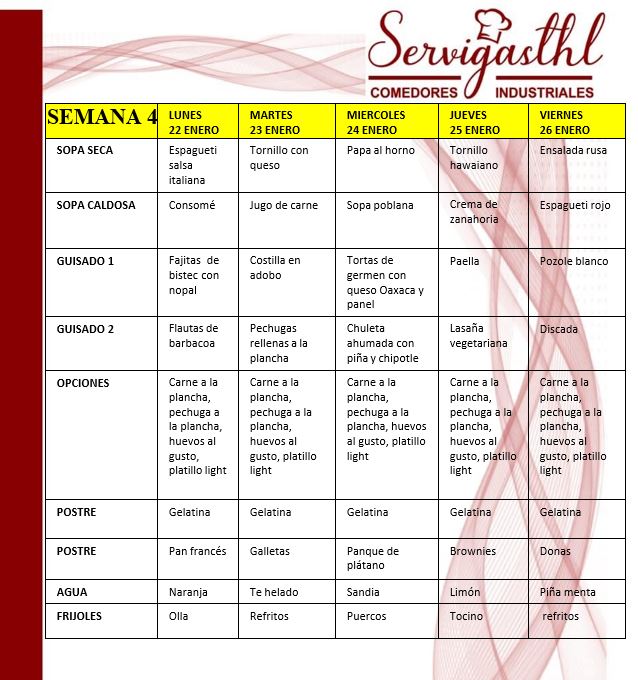 Servigasthl
COMEDORES INDUSTRIALES
SEMANA 4 LUNES 22 ENERO MARTES 23 ENERO MIERCOLES 24 ENERO JUEVES 25 ENERO VIERNES 26 ENERO
SOPA SECA Espagueti salsa italiana Tornillo con queso Papa al horno Tornillo hawaiano Ensalada rusa
SOPA CALDOSA Consomé Jugo de carne Sopa poblana Crema de zanahoria Espagueti rojo
GUISADO 1 Fajitas de bistec con nopal Costilla en adobo Tortas de germen con queso Oaxaca y panel Paella Pozole blanco
GUISADO 2 Flautas de barbacoa Pechugas rellenas a la plancha Chuleta ahumada con piña y chipotle Lasaña vegetariana Discada
OPCIONES Carne a la plancha, pechuga a la plancha, huevos al gusto, platillo light Carne a la plancha, pechuga a la plancha, huevos al gusto, platillo light Carne a la plancha, pechuga a la plancha, huevos al gusto, platillo light Carne a la plancha, pechuga a la plancha, huevos al gusto, platillo light Carne a la plancha, pechuga a la plancha, huevos al gusto, platillo light
POSTRE Gelatina Gelatina Gelatina Gelatina Gelatina
POSTRE Pan francés Galletas Panque de plátano Brownies Donas
AGUA Naranja Te helado Sandia Limón Piña menta
FRIJOLES Olla Refritos Puercos Tocino refritos